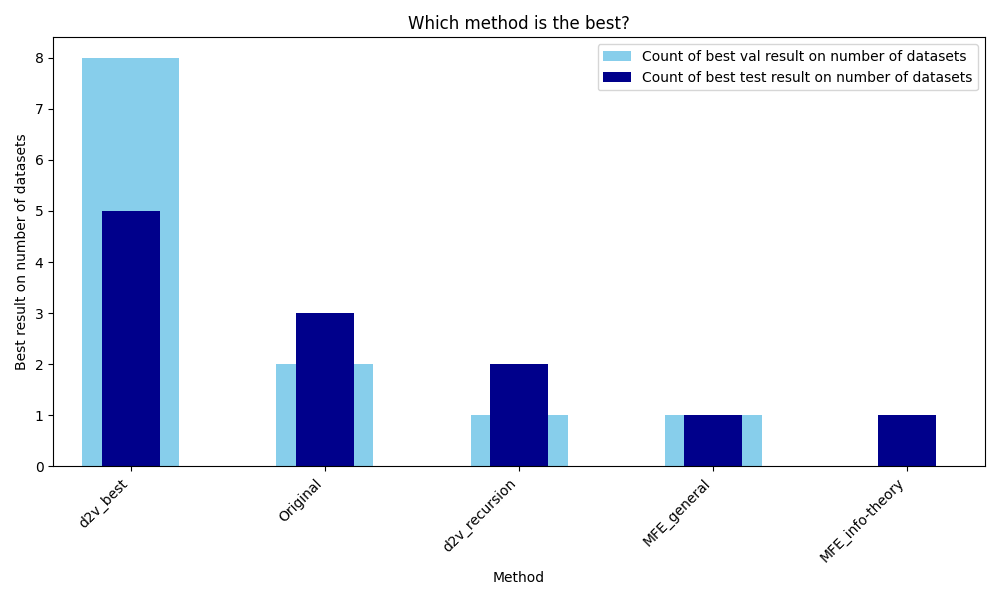 Which method is the best?
Count of best val result on number of datasets
Count of best test result on number of datasets
Best result on number of datasets
8
7
6
5
4
3
2
1
0
d2v_best
Original
d2v_recursion
MFE_general
MFE_info-theory
Method